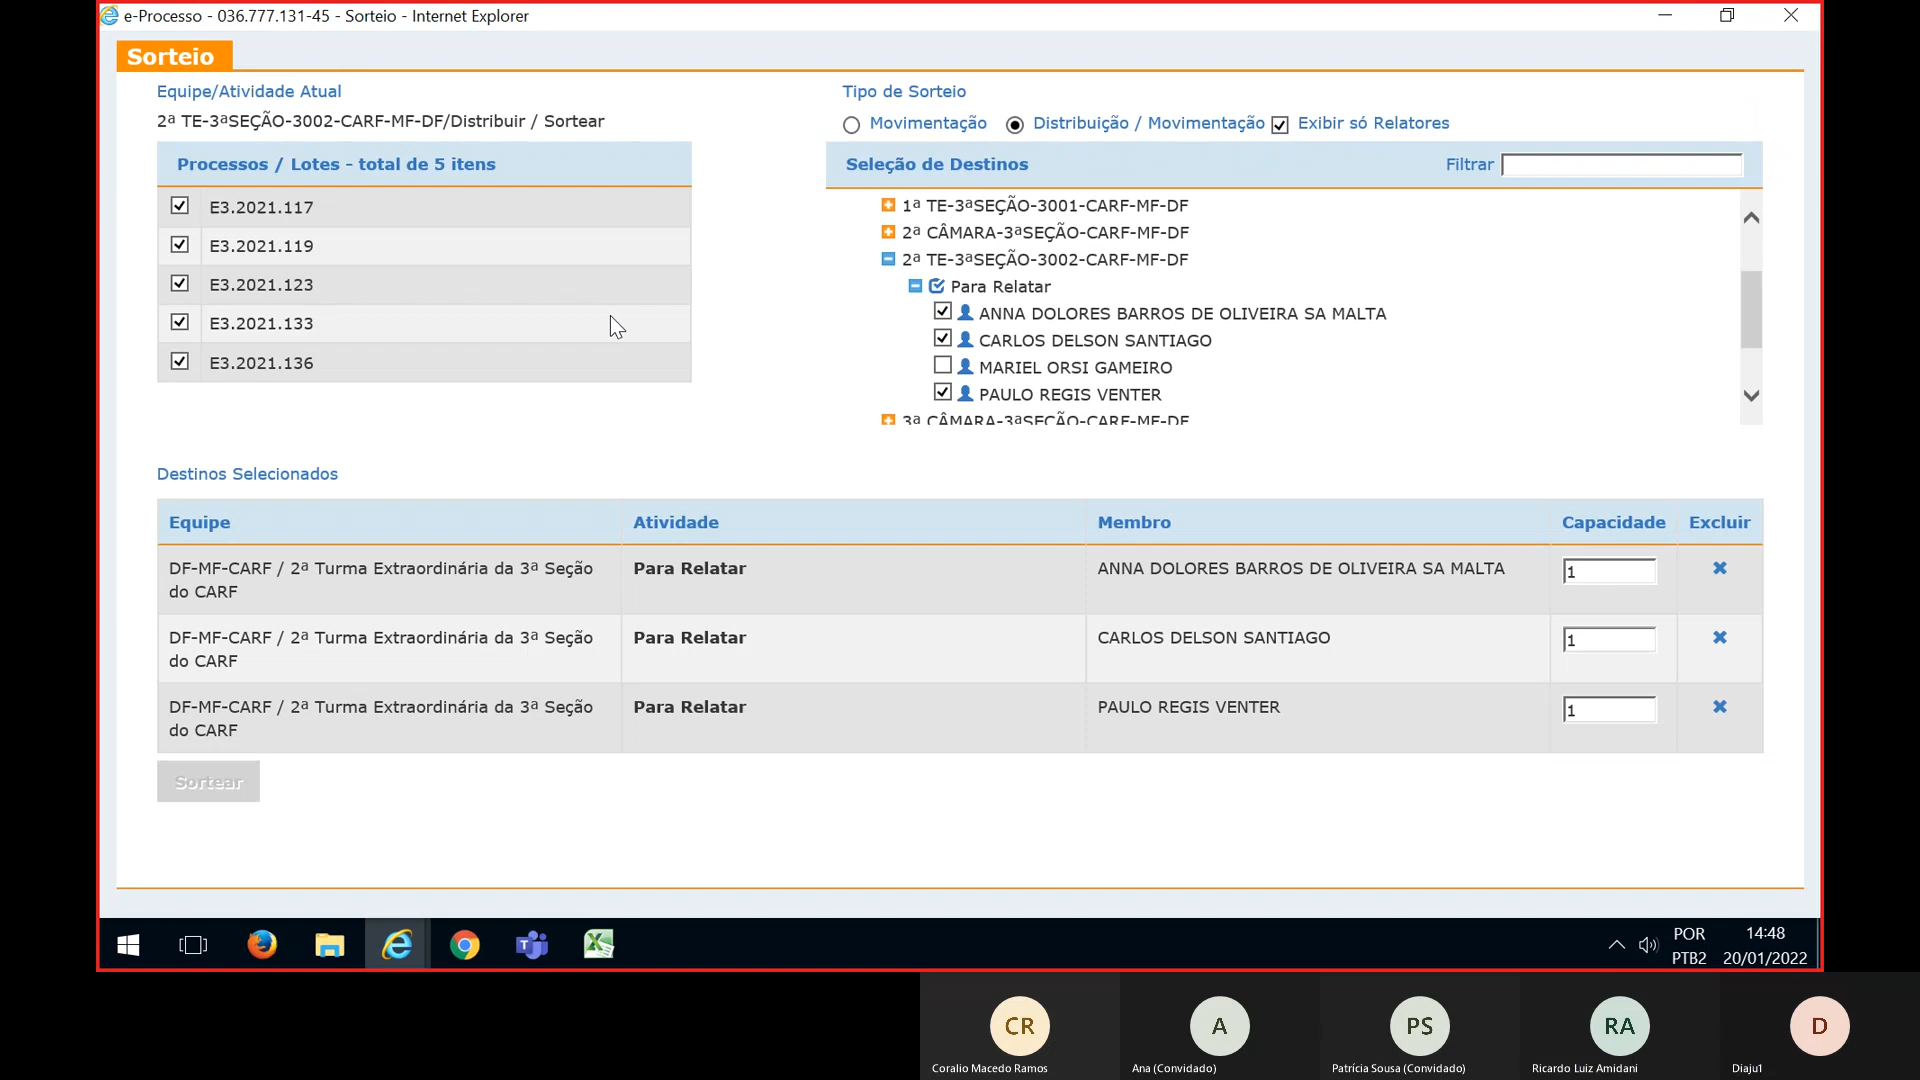 e-Processo - 036.777.131-45 - Sorteio - Internet Explorer
Sorteio
Equipe/Atividade Atual
2ª TE-3ªSEÇÃO-3002-CARF-MF-DF/Distribuir / Sortear
Processos / Lotes - total de 5 itens
E3.2021.117
E3.2021.119
E3.2021.123
E3.2021.133
E3.2021.136
Tipo de Sorteio
Movimentação Distribuição / Movimentação Exibir só Relatores
Seleção de Destinos Filtrar
1ª TE-3ªSEÇÃO-3001-CARF-MF-DF
2ª CÂMARA-3ªSEÇÃO-CARF-MF-DF
2ª TE-3ªSEÇÃO-3002-CARF-MF-DF
Para Relatar
ANNA DOLORES BARROS DE OLIVEIRA SA MALTA
CARLOS DELSON SANTIAGO
MARIEL ORSI GAMEIRO
PAULO REGIS VENTER
3ª CÂMARA-3ªSEÇÃO-CARF-MF-DF
Destinos Selecionados
Equipe Atividade Membro Capacidade Excluir
DF-MF-CARF / 2ª Turma Extraordinária da 3ª Seção Para Relatar ANNA DOLORES BARROS DE OLIVEIRA SA MALTA 1
do CARF
DF-MF-CARF / 2ª Turma Extraordinária da 3ª Seção Para Relatar CARLOS DELSON SANTIAGO 1
do CARF
DF-MF-CARF / 2ª Turma Extraordinária da 3ª Seção Para Relatar PAULO REGIS VENTER 1
do CARF
Sortear
POR 14:48
PTB2 20/01/2022
CR A PS RA D
Coralio Macedo Ramos Ana (Convidado) Patrícia Sousa (Convidado) Ricardo Luiz Amidani Diaju1